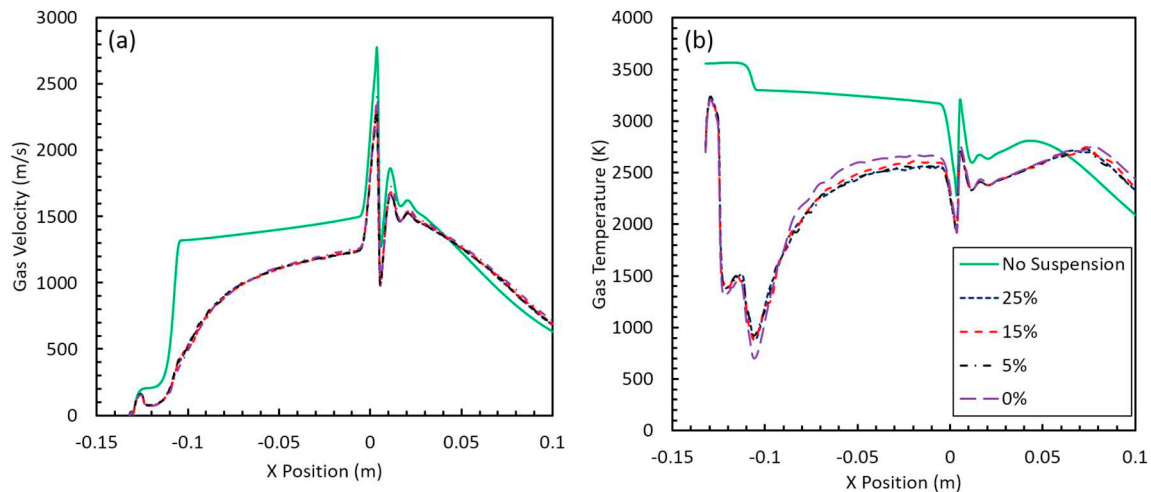 (a)
3000
2500
2000
1500
1000
500
0
Gas Velocity (m/s)
-0.15 -0.1 -0.05 0 0.05 0.1
X Position (m)
(b)
4000
3500
3000
2500
2000
1500
1000
500
0
Gas Temperature (K)
No Suspension
25%
15%
5%
0%
-0.15 -0.1 -0.05 0 0.05 0.1
X Position (m)